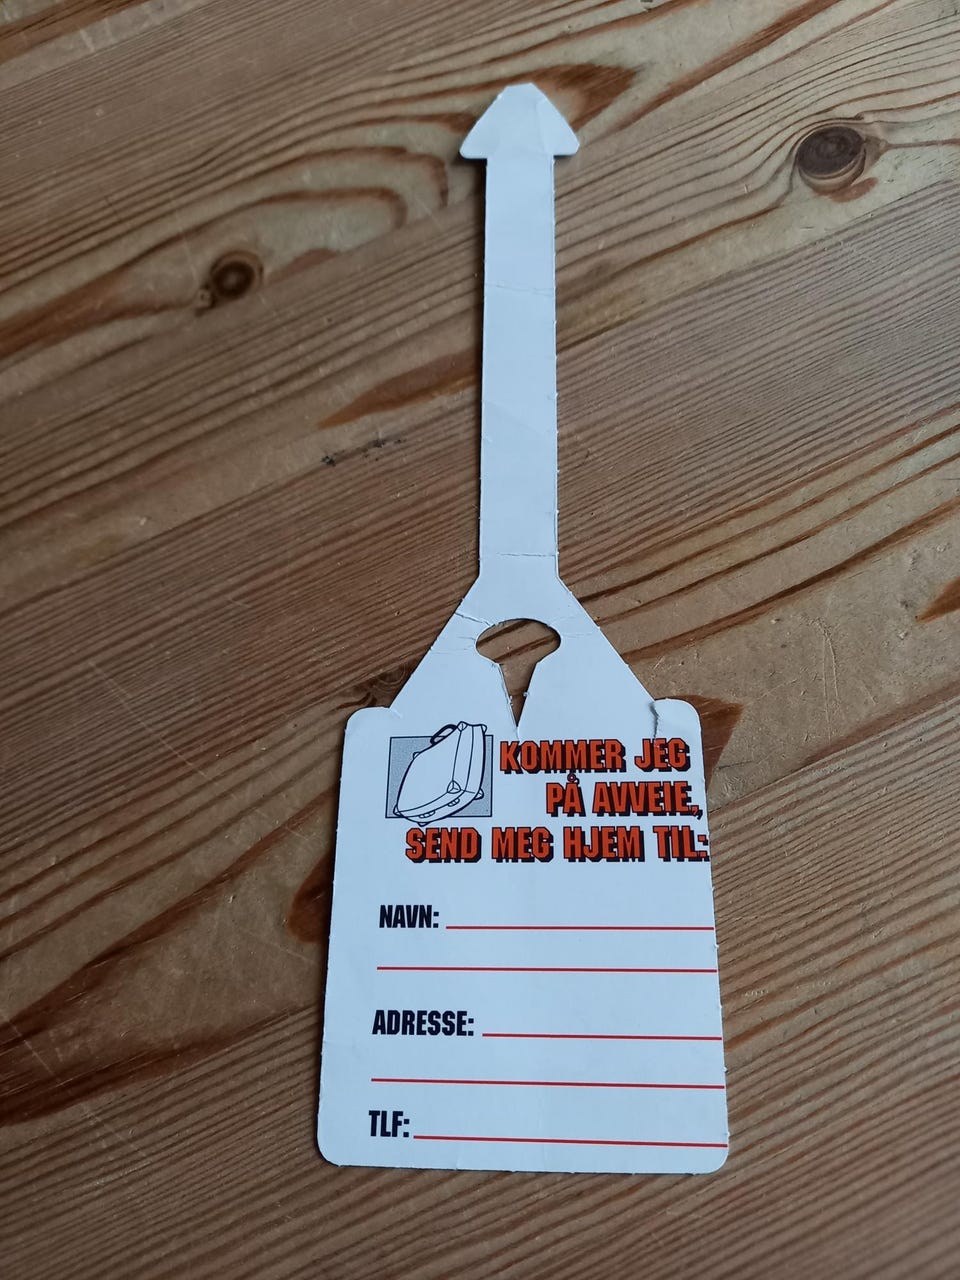 KOMMER JEG
PÅ AVVEIE,
SEND MEG HJEM TIL:
NAVN:
ADRESSE:
TLF: